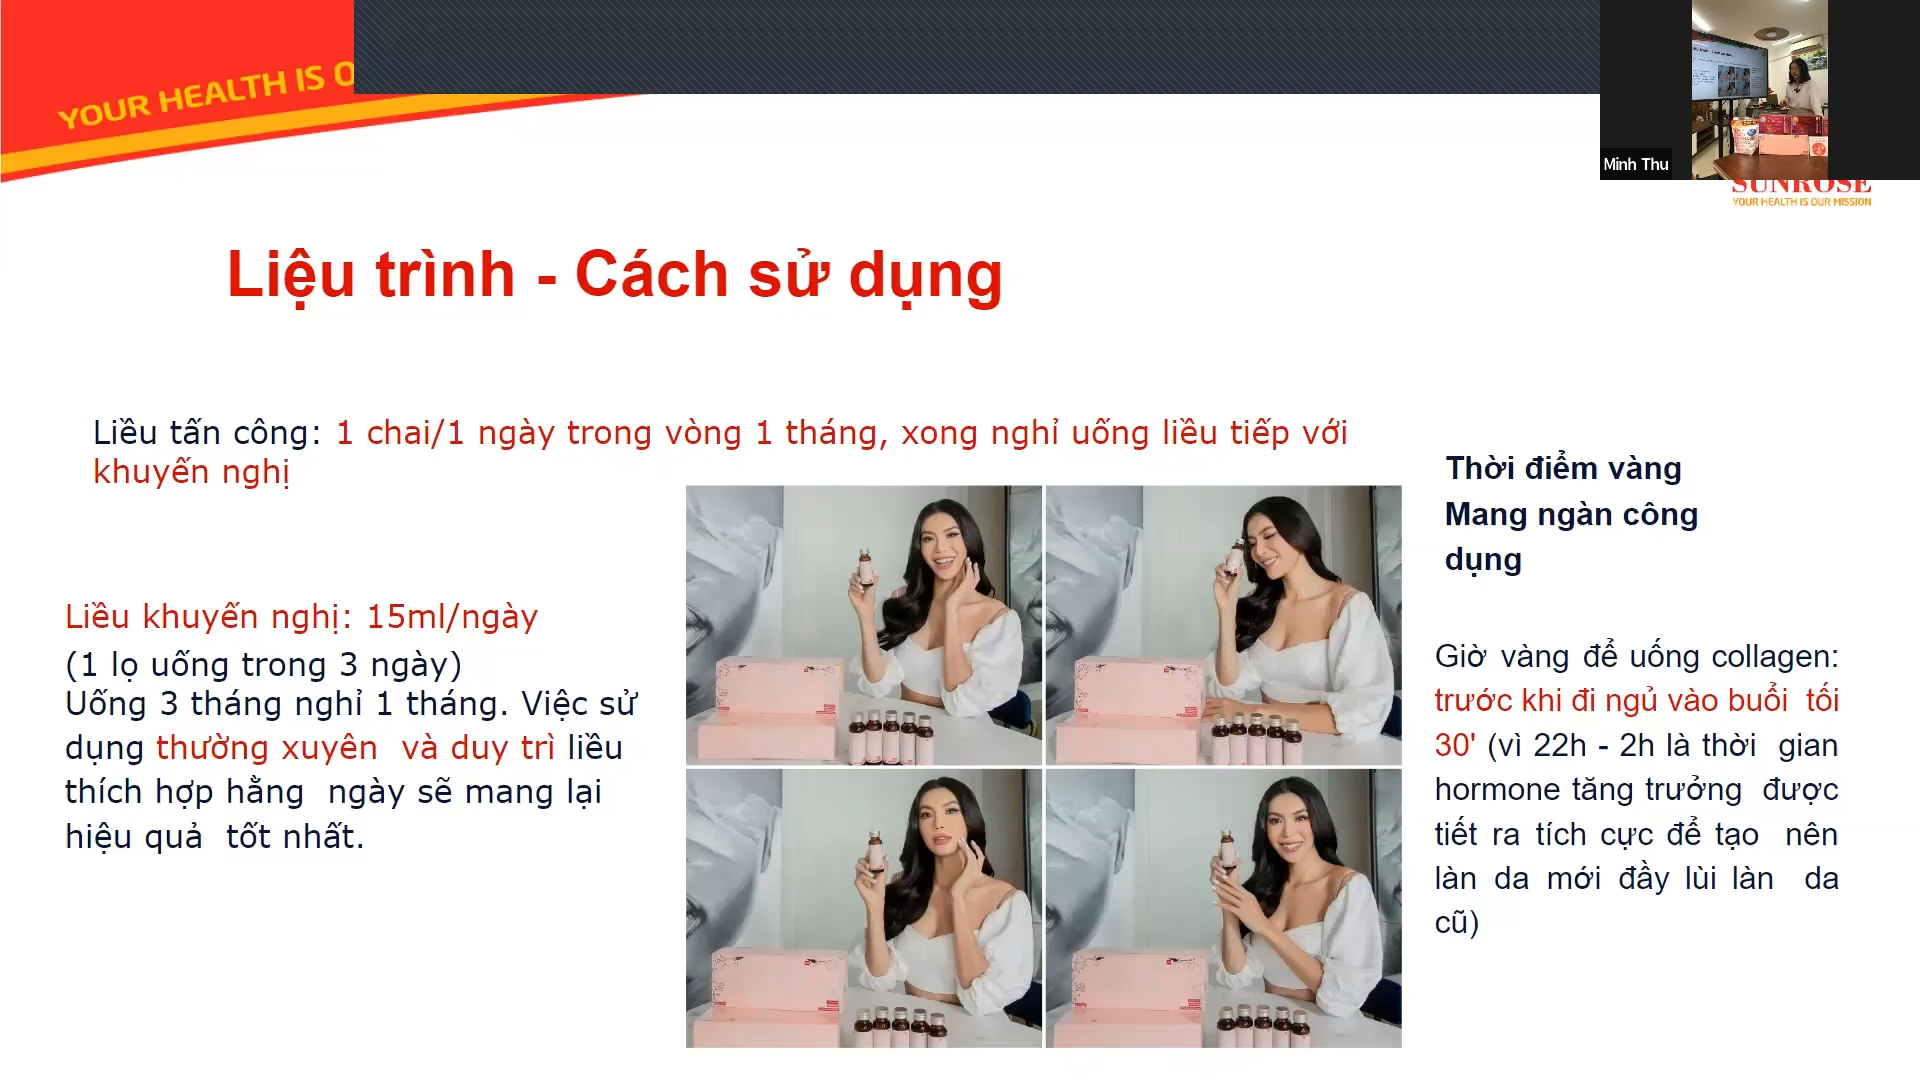 YOUR HEALTH IS O
Minh Thu
SUNROSE
YOUR HEALTH IS OUR MISSION
Liệu trình - Cách sử dụng
Liều tấn công: 1 chai/1 ngày trong vòng 1 tháng, xong nghỉ uống liều tiếp với
khuyến nghị
Liều khuyến nghị: 15ml/ngày
(1 lọ uống trong 3 ngày)
Uống 3 tháng nghỉ 1 tháng. Việc sử
dụng thường xuyên và duy trì liều
thích hợp hằng ngày sẽ mang lại
hiệu quả tốt nhất.
Thời điểm vàng
Mang ngàn công
dụng
Giờ vàng để uống collagen:
trước khi đi ngủ vào buổi tối
30' (vì 22h - 2h là thời gian
hormone tăng trưởng được
tiết ra tích cực để tạo nên
làn da mới đẩy lùi làn da
cũ)